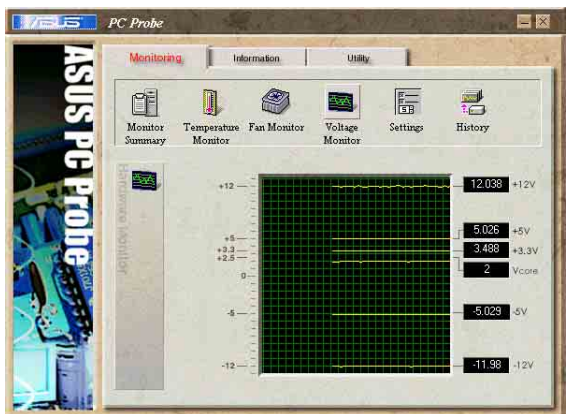 ASUS PC Probe
Monitoring Information Utility
Monitor Summary
Temperature Monitor
Fan Monitor
Voltage Monitor
Settings
History
ASUS PC Probe
Hardware Monitor
+12
+5
+3.3
+2.5
0
-5
-12
12.038 +12V
5.026 +5V
3.488 +3.3V
2 Vcore
-5.029 -5V
-11.98 -12V